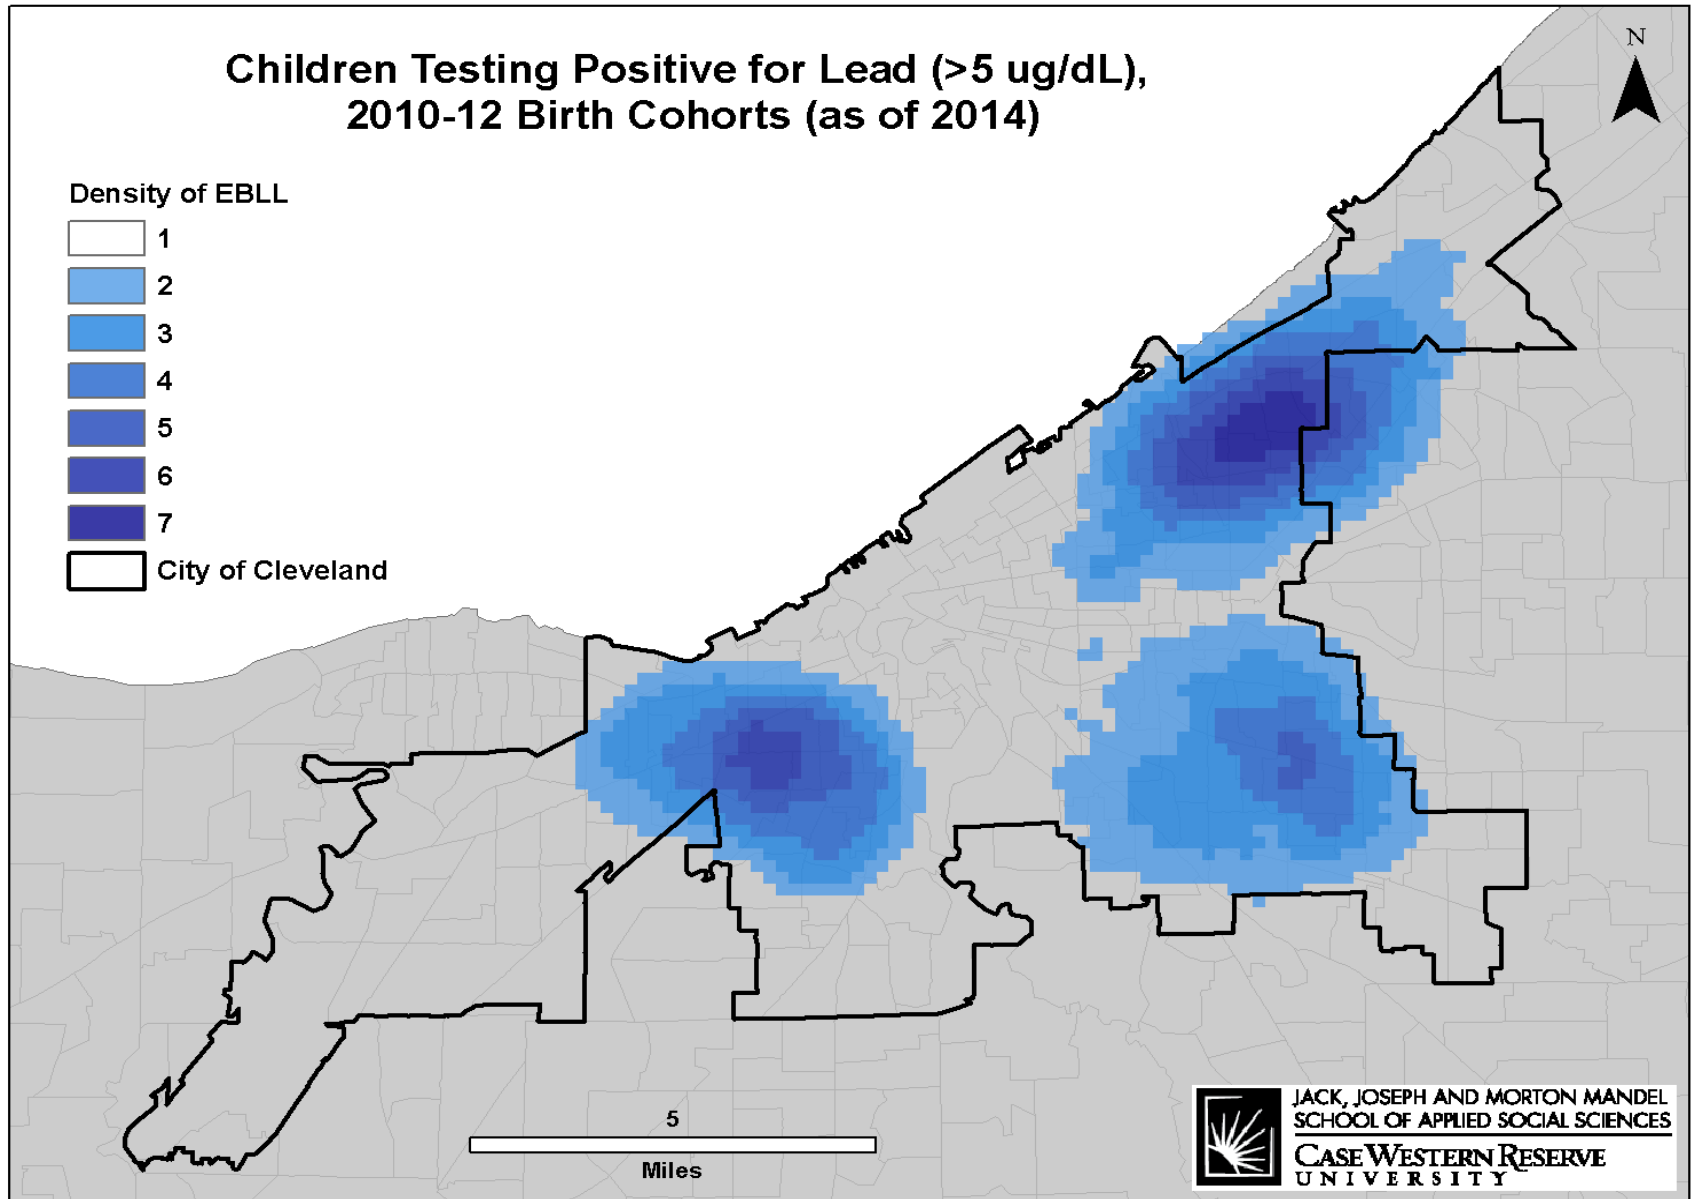 Children Testing Positive for Lead (>5 ug/dL),
2010-12 Birth Cohorts (as of 2014)
N
Density of EBLL
1
2
3
4
5
6
7
City of Cleveland
5
Miles
JACK, JOSEPH AND MORTON MANDEL
SCHOOL OF APPLIED SOCIAL SCIENCES
CASE WESTERN RESERVE
UNIVERSITY